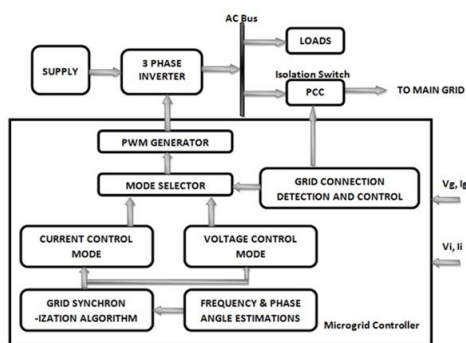 AC Bus
LOADS
SUPPLY
3 PHASE
INVERTER
Isolation Switch
PCC
TO MAIN GRID
PWM GENERATOR
MODE SELECTOR
GRID CONNECTION
DETECTION AND CONTROL
Vg, Ig
CURRENT CONTROL
MODE
VOLTAGE CONTROL
MODE
Vi, Ii
GRID SYNCHRON
-IZATION ALGORITHM
FREQUENCY & PHASE
ANGLE ESTIMATIONS
Microgrid Controller